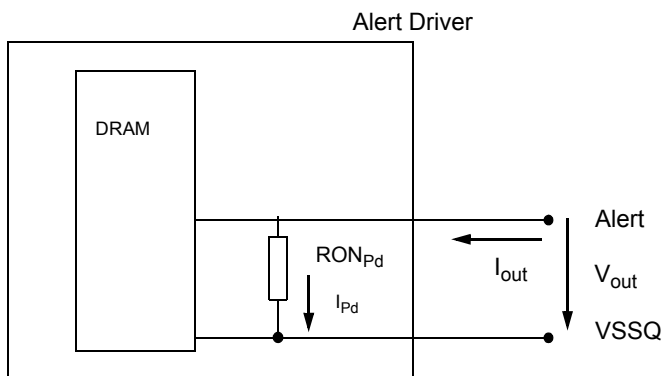 Alert Driver
DRAM
Alert
RONPd
Iout
Vout
IPd
VSSQ